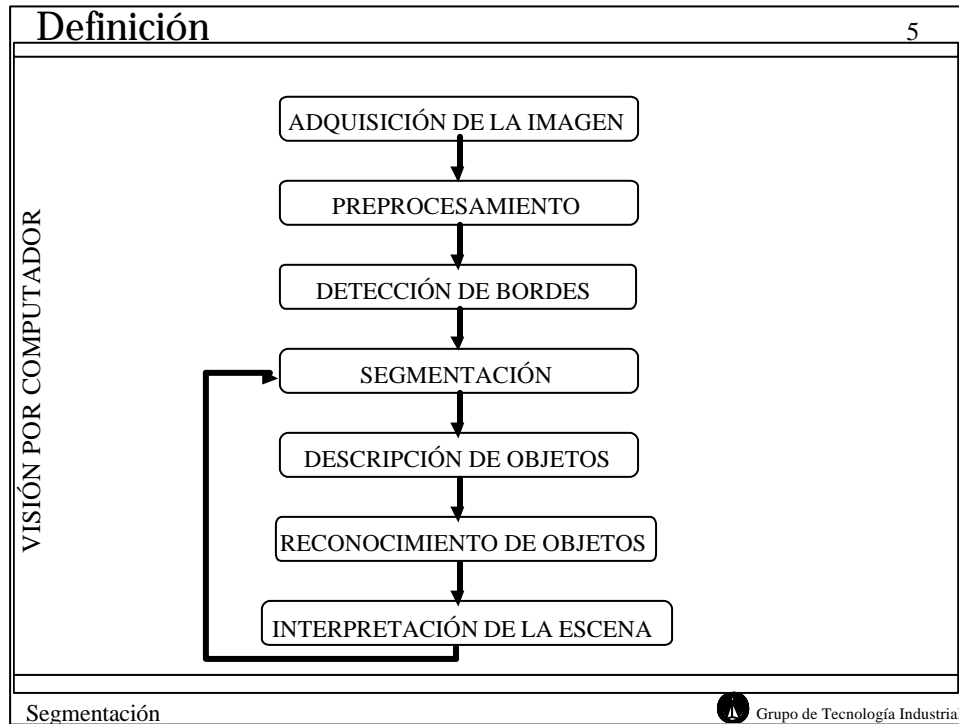 Definición
5
VISIÓN POR COMPUTADOR
ADQUISICIÓN DE LA IMAGEN
PREPROCESAMIENTO
DETECCIÓN DE BORDES
SEGMENTACIÓN
DESCRIPCIÓN DE OBJETOS
RECONOCIMIENTO DE OBJETOS
INTERPRETACIÓN DE LA ESCENA
Segmentación
Grupo de Tecnología Industrial